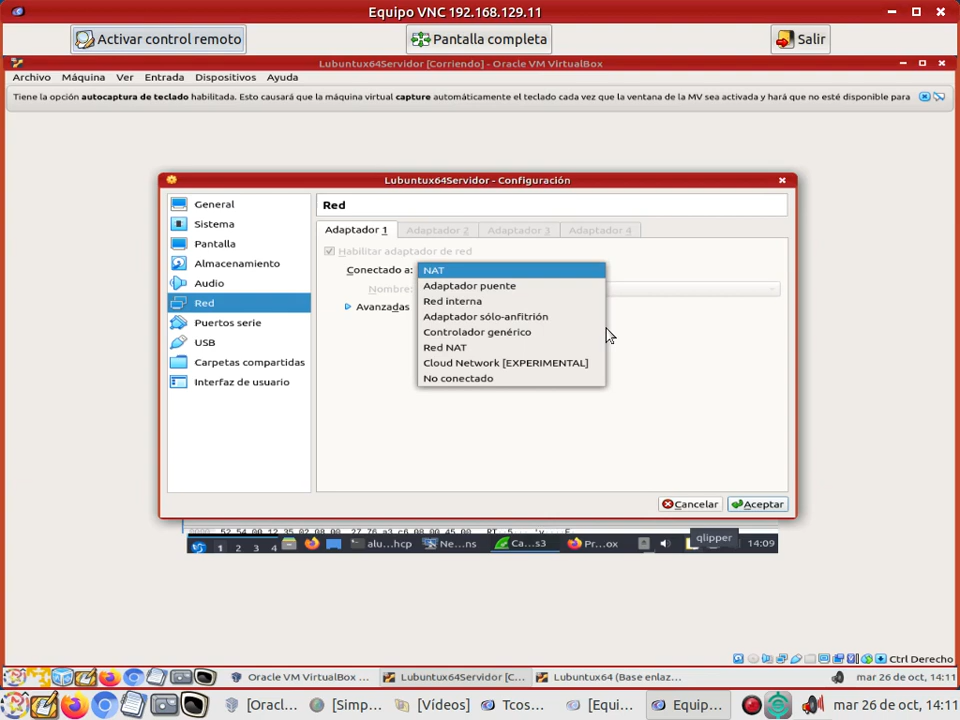 Equipo VNC 192.168.129.11
Activar control remoto
Pantalla completa
Salir
Lubuntux64Servidor [Corriendo] - Oracle VM VirtualBox
Archivo Máquina Ver Entrada Dispositivos Ayuda
Tiene la opción autocaptura de teclado habilitada. Esto causará que la máquina virtual capture automáticamente el teclado cada vez que la ventana de la MV sea activada y hará que no esté disponible para
Lubuntux64Servidor - Configuración
General
Sistema
Pantalla
Almacenamiento
Audio
Red
Puertos serie
USB
Carpetas compartidas
Interfaz de usuario
Red
Adaptador 1 Adaptador 2 Adaptador 3 Adaptador 4
Habilitar adaptador de red
Conectado a:
Nombre:
Avanzadas
NAT
Adaptador puente
Red interna
Adaptador sólo-anfitrión
Controlador genérico
Red NAT
Cloud Network [EXPERIMENTAL]
No conectado
Cancelar Aceptar
qlipper
1 2 3 4 alu...hcp Ne...ns Ca...s3 Pr...ox 14:09
Ctrl Derecho
Oracle VM VirtualBox ... Lubuntux64Servidor [C... Lubuntux64 (Base enlaz... mar 26 de oct, 14:11
[Oracl... [Simp... [Vídeos] Tcos... [Equi... Equip... mar 26 de oct, 14:11